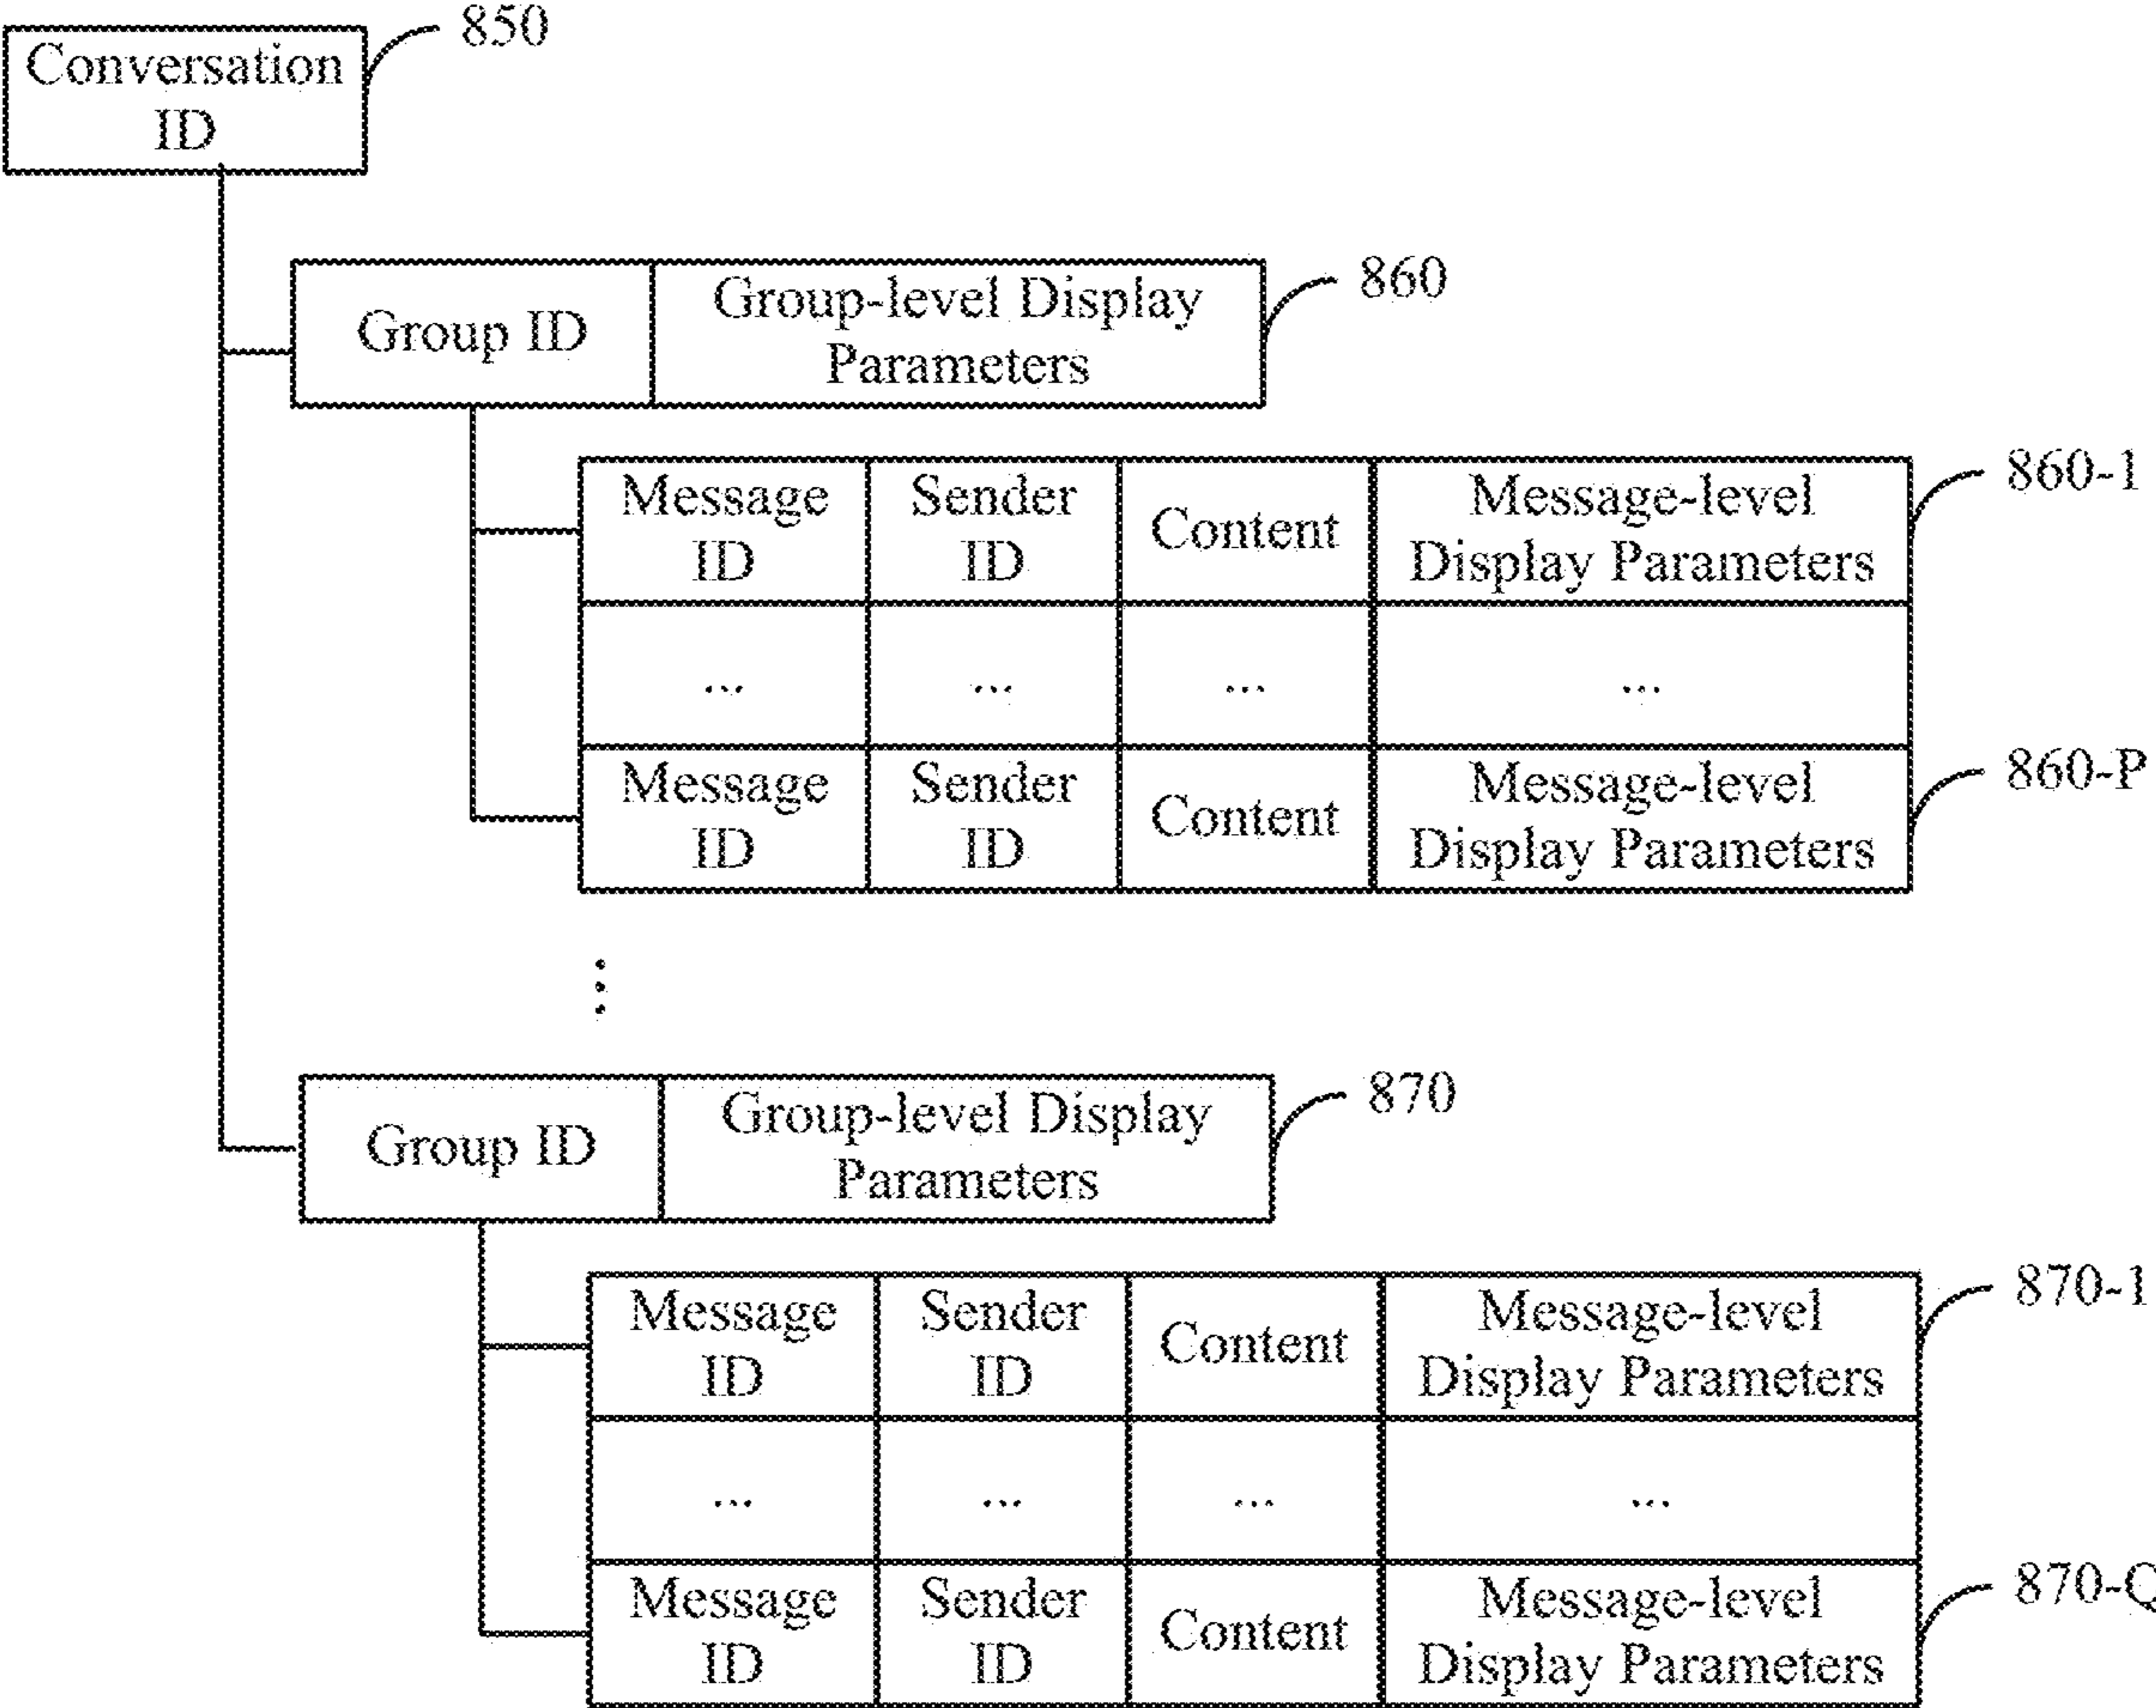 850
Conversation
ID
860
Group ID
Group-level Display
Parameters
860-1
Message
ID
Sender
ID
Content
Message-level
Display Parameters
... ... ... ...
860-P
Message
ID
Sender
ID
Content
Message-level
Display Parameters
⋮
870
Group ID
Group-level Display
Parameters
870-1
Message
ID
Sender
ID
Content
Message-level
Display Parameters
... ... ... ...
870-Q
Message
ID
Sender
ID
Content
Message-level
Display Parameters